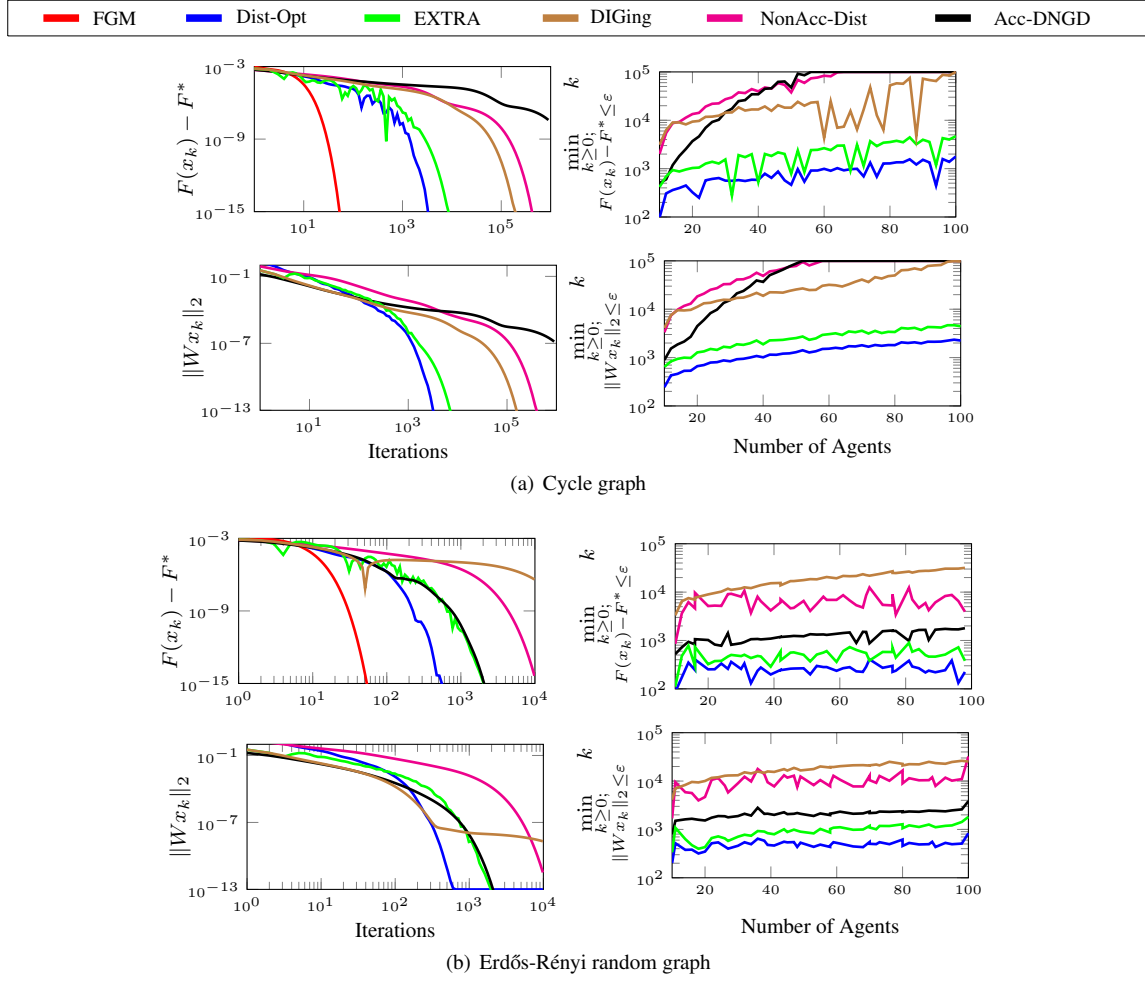 FGM Dist-Opt EXTRA DIGing NonAcc-Dist Acc-DNGD
10^−3
10^−9
10^−15
F(x_k) − F*
10^1 10^3 10^5
10^5
10^4
10^3
10^2
min k
k≥0;
F(x_k)−F*≤ε
20 40 60 80 100
10^−1
10^−7
10^−13
‖Wx_k‖_2
10^1 10^3 10^5
Iterations
10^5
10^4
10^3
10^2
min k
k≥0;
‖Wx_k‖_2≤ε
20 40 60 80 100
Number of Agents
(a) Cycle graph
10^−3
10^−9
10^−15
F(x_k) − F*
10^0 10^1 10^2 10^3 10^4
10^5
10^4
10^3
10^2
min k
k≥0;
F(x_k)−F*≤ε
20 40 60 80 100
10^−1
10^−7
10^−13
‖Wx_k‖_2
10^0 10^1 10^2 10^3 10^4
Iterations
10^5
10^4
10^3
10^2
min k
k≥0;
‖Wx_k‖_2≤ε
20 40 60 80 100
Number of Agents
(b) Erdős-Rényi random graph